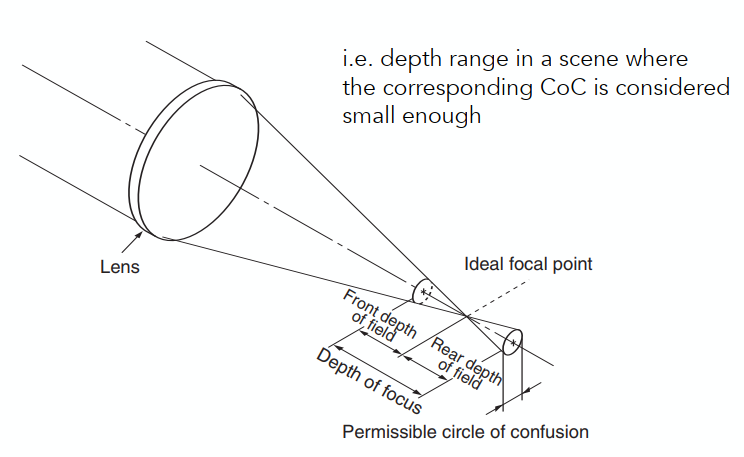 i.e. depth range in a scene where
the corresponding CoC is considered
small enough
Lens
Ideal focal point
Front depth
of field
Rear depth
of field
Depth of focus
Permissible circle of confusion